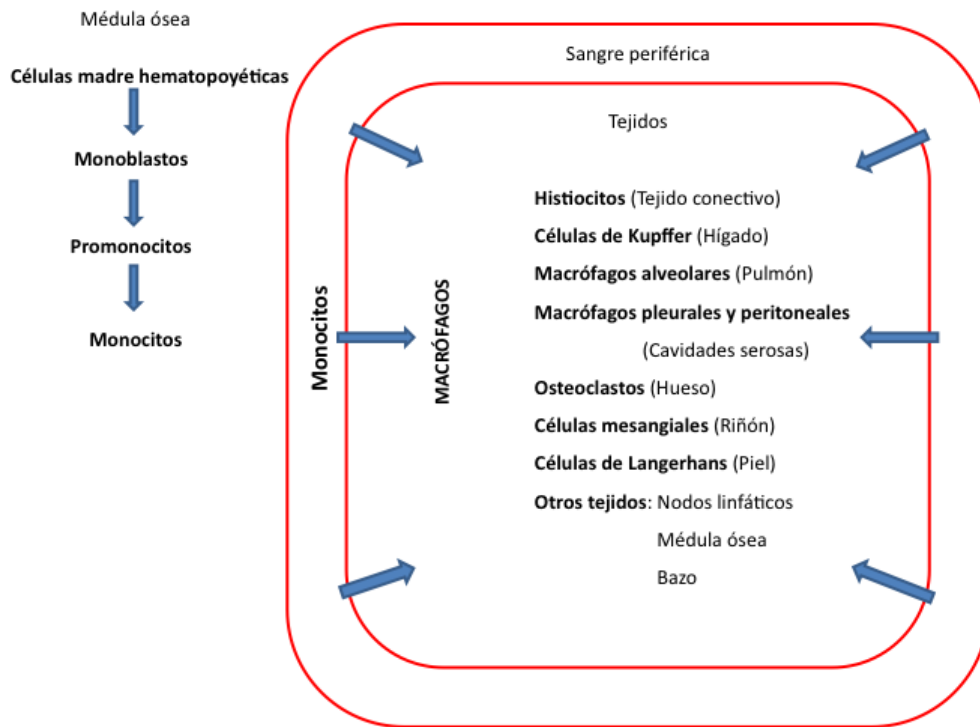 Médula ósea
Células madre hematopoyéticas
Monoblastos
Promonocitos
Monocitos
Sangre periférica
Monocitos
Tejidos
MACRÓFAGOS
Histiocitos (Tejido conectivo)
Células de Kupffer (Hígado)
Macrófagos alveolares (Pulmón)
Macrófagos pleurales y peritoneales
(Cavidades serosas)
Osteoclastos (Hueso)
Células mesangiales (Riñón)
Células de Langerhans (Piel)
Otros tejidos: Nodos linfáticos
Médula ósea
Bazo